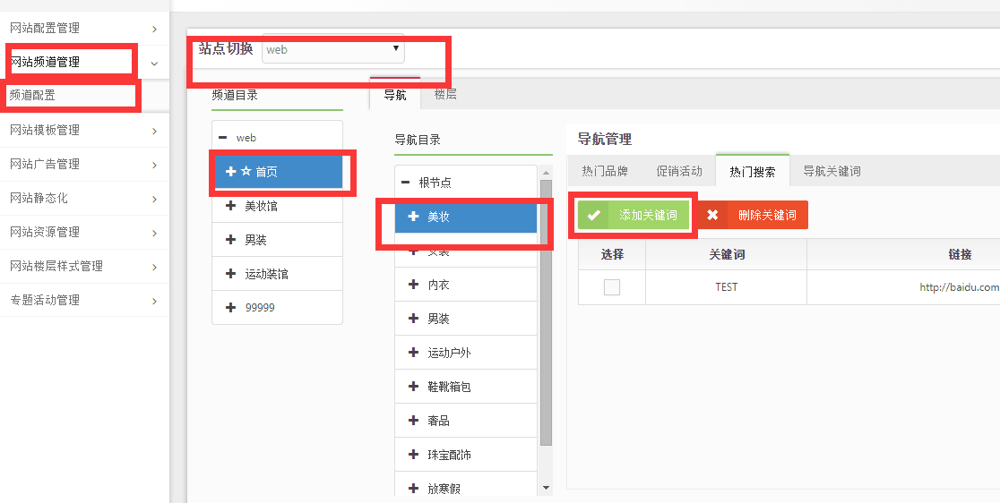 网站配置管理
网站频道管理
频道配置
网站模板管理
网站广告管理
网站静态化
网站资源管理
网站楼层样式管理
专题活动管理
站点切换 web
频道目录
web
首页
美妆馆
男装
运动装馆
99999
导航 楼层
导航目录
根节点
美妆
女装
内衣
男装
运动户外
鞋靴箱包
奢品
珠宝配饰
放寒假
导航管理
热门品牌 促销活动 热门搜索 导航关键词
添加关键词 删除关键词
选择 关键词 链接
TEST http://baidu.com